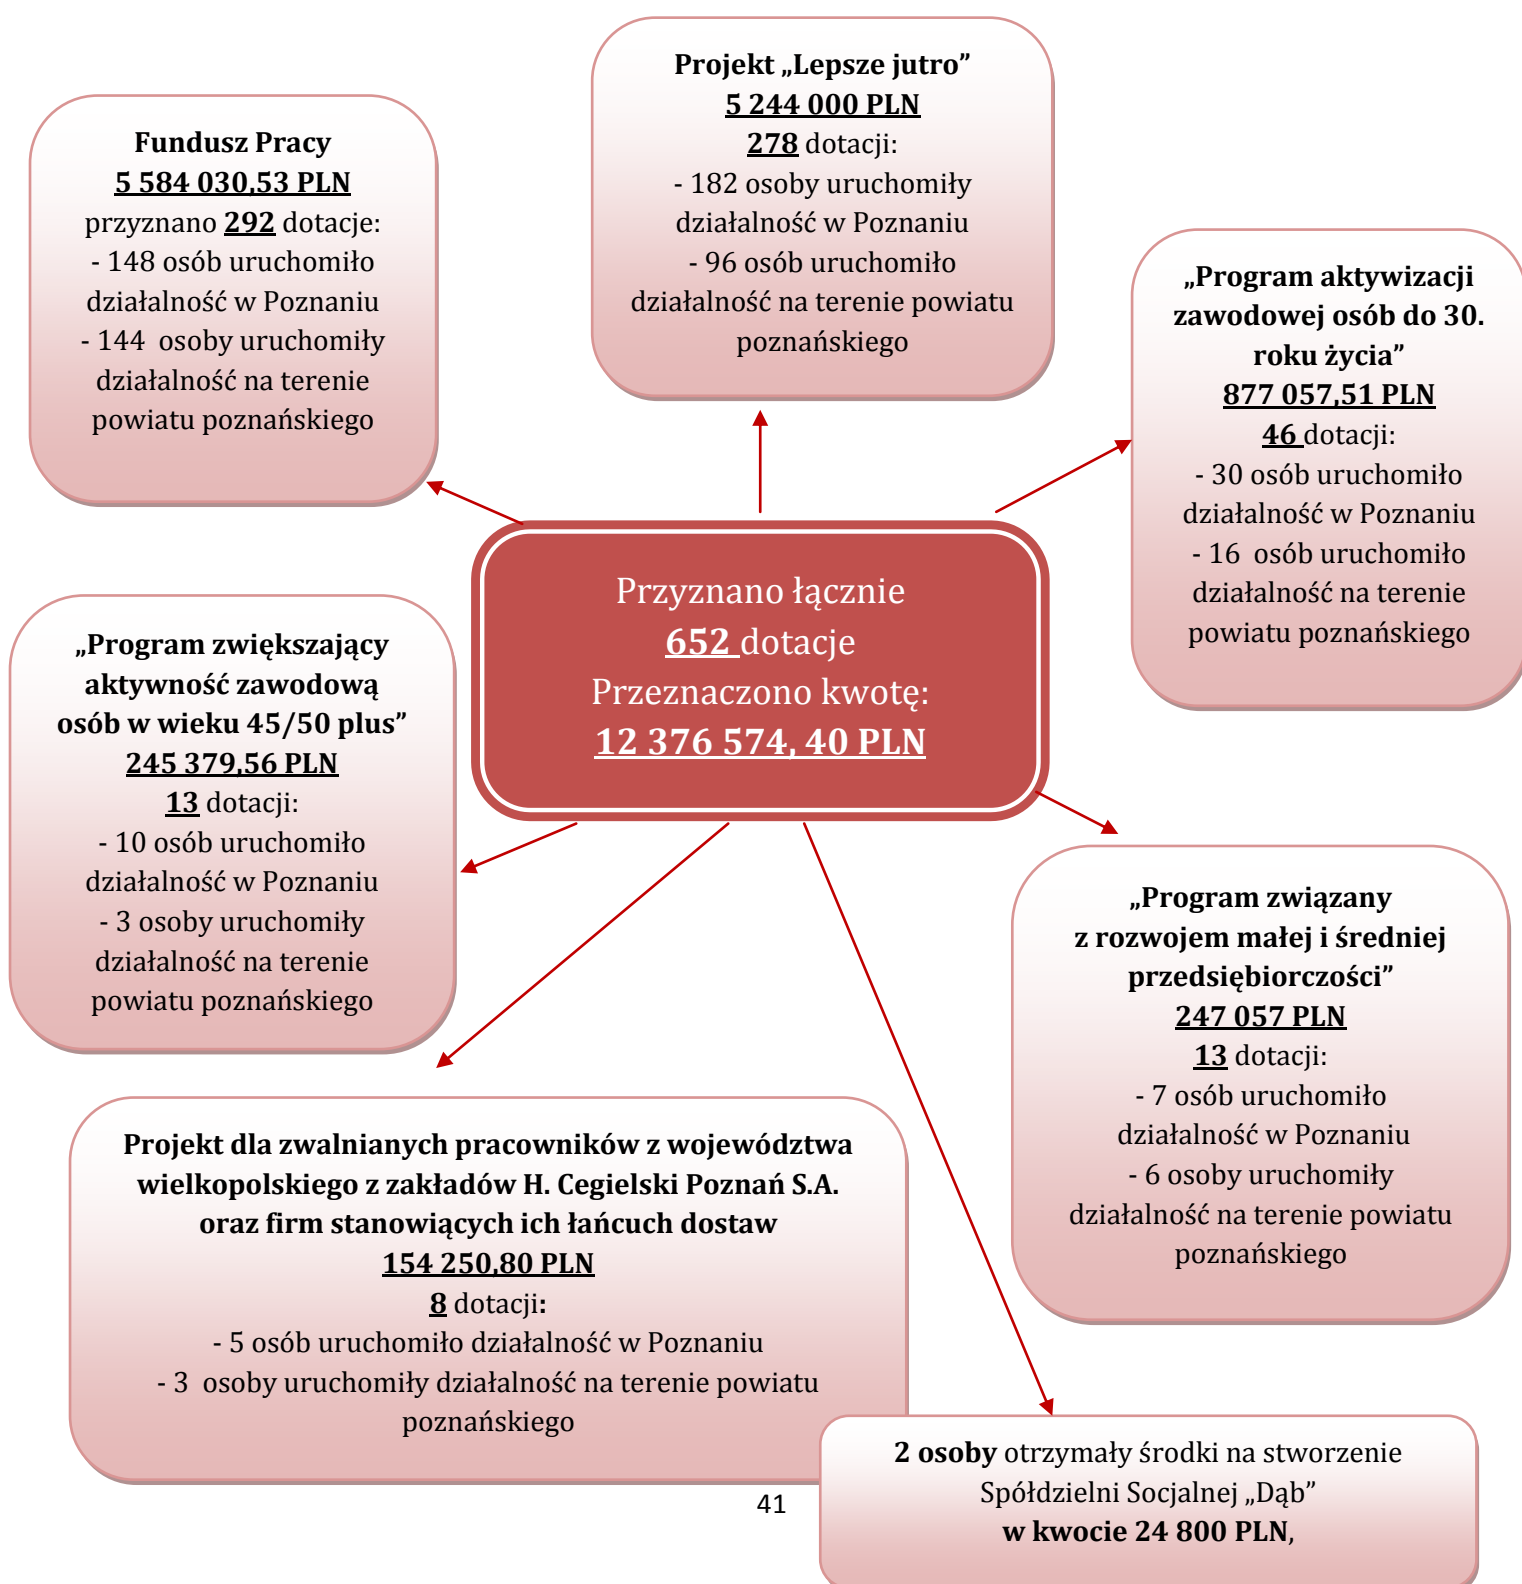 Projekt „Lepsze jutro”
5 244 000 PLN
278 dotacji:
- 182 osoby uruchomiły
działalność w Poznaniu
- 96 osób uruchomiło
działalność na terenie powiatu
poznańskiego
Fundusz Pracy
5 584 030,53 PLN
przyznano 292 dotacje:
- 148 osób uruchomiło
działalność w Poznaniu
- 144 osoby uruchomiły
działalność na terenie
powiatu poznańskiego
„Program aktywizacji
zawodowej osób do 30.
roku życia”
877 057,51 PLN
46 dotacji:
- 30 osób uruchomiło
działalność w Poznaniu
- 16 osób uruchomiło
działalność na terenie
powiatu poznańskiego
Przyznano łącznie
652 dotacje
Przeznaczono kwotę:
12 376 574, 40 PLN
„Program zwiększający
aktywność zawodową
osób w wieku 45/50 plus”
245 379,56 PLN
13 dotacji:
- 10 osób uruchomiło
działalność w Poznaniu
- 3 osoby uruchomiły
działalność na terenie
powiatu poznańskiego
„Program związany
z rozwojem małej i średniej
przedsiębiorczości”
247 057 PLN
13 dotacji:
- 7 osób uruchomiło
działalność w Poznaniu
- 6 osoby uruchomiły
działalność na terenie powiatu
poznańskiego
Projekt dla zwalnianych pracowników z województwa
wielkopolskiego z zakładów H. Cegielski Poznań S.A.
oraz firm stanowiących ich łańcuch dostaw
154 250,80 PLN
8 dotacji:
- 5 osób uruchomiło działalność w Poznaniu
- 3 osoby uruchomiły działalność na terenie powiatu
poznańskiego
2 osoby otrzymały środki na stworzenie
Spółdzielni Socjalnej „Dąb”
w kwocie 24 800 PLN,
41